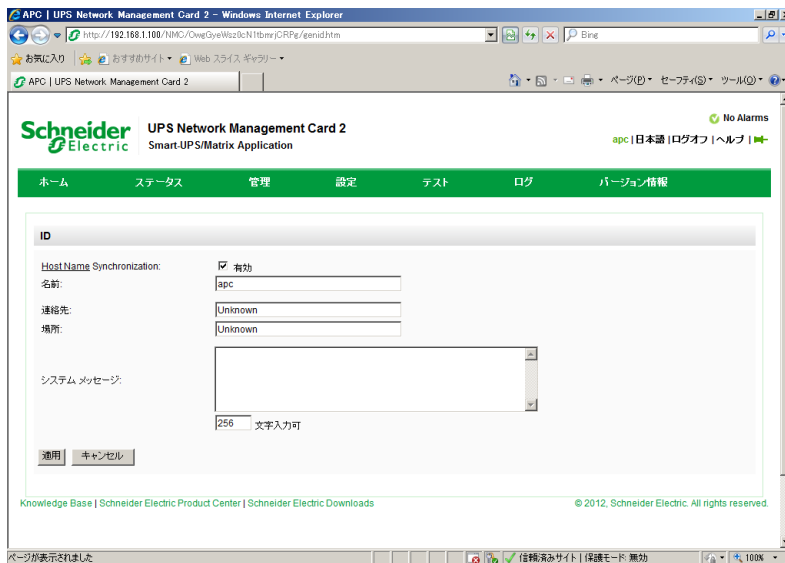 APC | UPS Network Management Card 2 - Windows Internet Explorer
http://192.168.1.100/NMC/OwgGyeWsz0cN1tbmrjCRPg/genid.htm
Bing
お気に入り おすすめサイト Web スライス ギャラリー
APC | UPS Network Management Card 2
ページ(P) セーフティ(S) ツール(O)
No Alarms
Schneider Electric
UPS Network Management Card 2
Smart-UPS/Matrix Application
apc | 日本語 | ログオフ | ヘルプ |
ホーム ステータス 管理 設定 テスト ログ バージョン情報
ID
Host Name Synchronization: 有効
名前: apc
連絡先: Unknown
場所: Unknown
システム メッセージ:
256 文字入力可
適用 キャンセル
Knowledge Base | Schneider Electric Product Center | Schneider Electric Downloads
© 2012, Schneider Electric. All rights reserved.
ページが表示されました 信頼済みサイト | 保護モード: 無効 100%